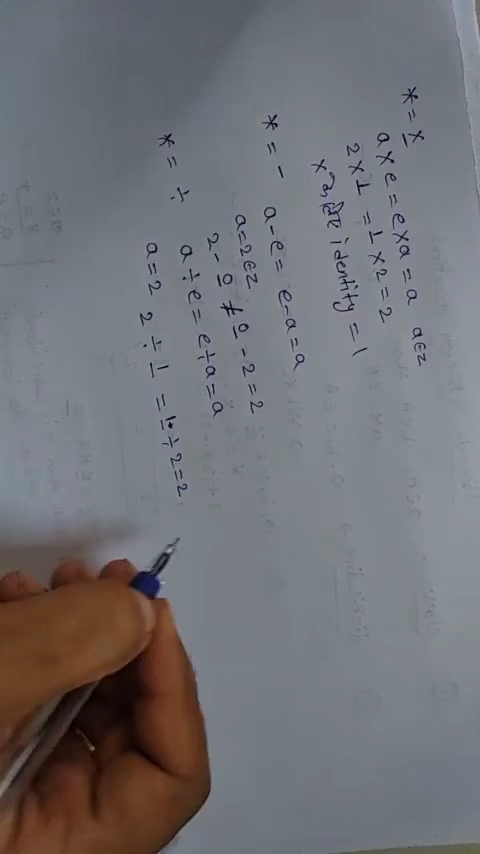 * = x
a x e = e x a = a a∈z
2 x 1 = 1 x 2 = 2
x identity = 1
* = - a - e = e - a = a
a = 2 ∈ z
2 - 0 ≠ 0 - 2 = 2
* = ÷ a ÷ e = e ÷ a = a
a = 2 2 ÷ 1 = 1 ÷ 2 = 2